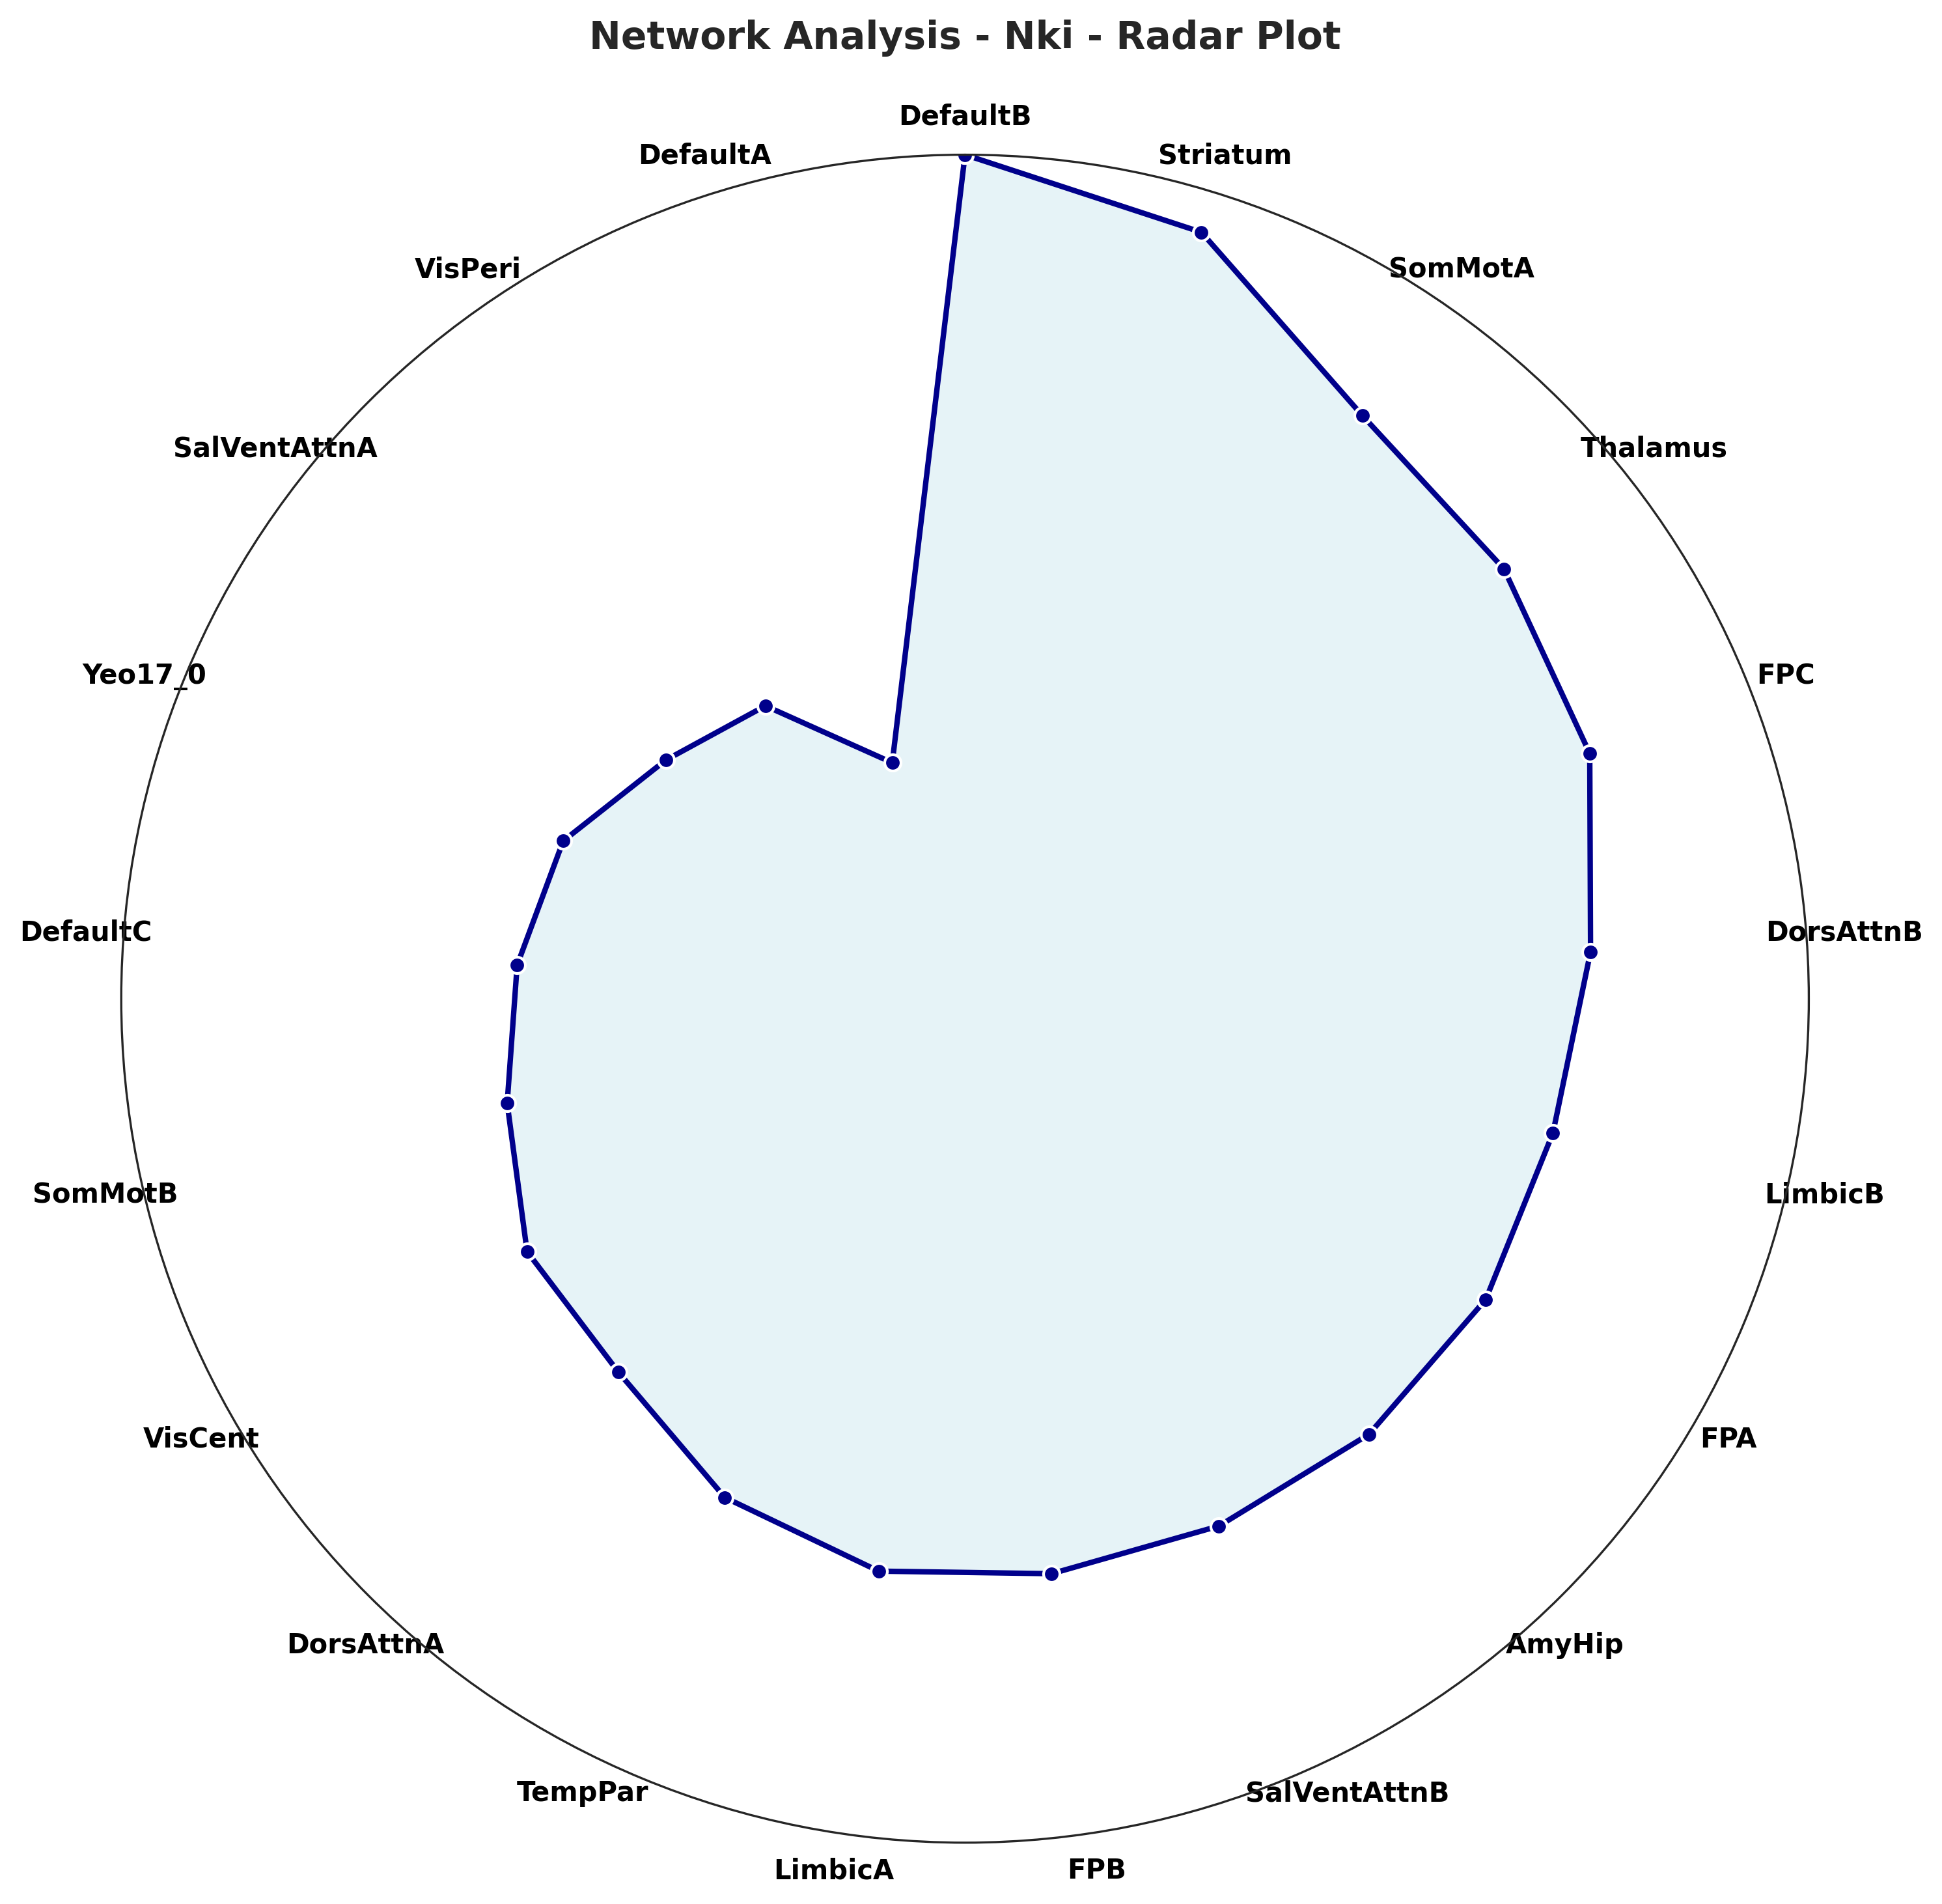 Network Analysis - Nki - Radar Plot
DefaultB
DefaultA
Striatum
VisPeri
SomMotA
SalVentAttnA
Thalamus
Yeo17_0
FPC
DefaultC
DorsAttnB
SomMotB
LimbicB
VisCent
FPA
DorsAttnA
AmyHip
TempPar
SalVentAttnB
LimbicA
FPB